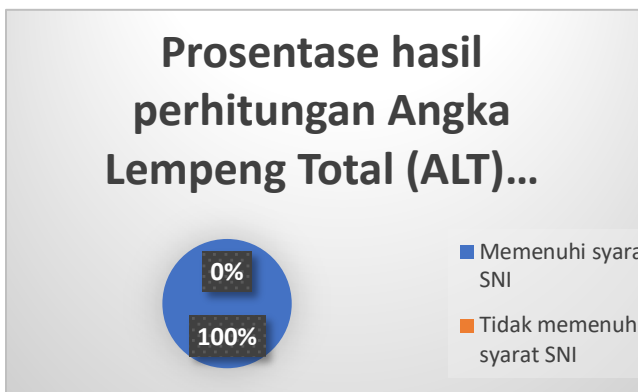 Prosentase hasil
perhitungan Angka
Lempeng Total (ALT)...
0%
100%
Memenuhi syara
SNI
Tidak memenuh
syarat SNI